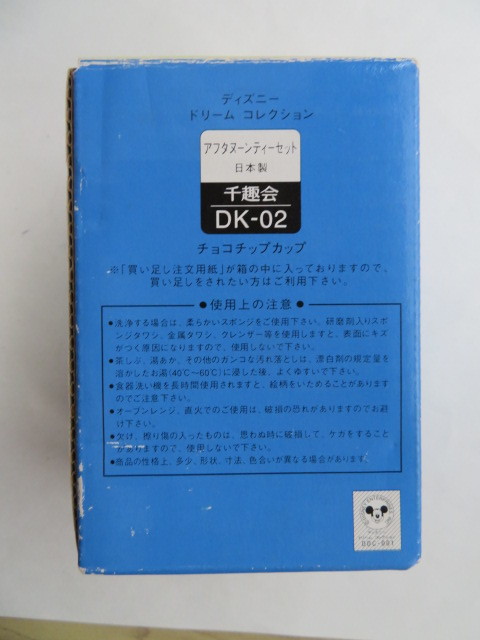 ディズニー
ドリーム コレクション
アフタヌーンティーセット
日本製
千趣会
DK-02
チョコチップカップ
※「買い足し注文用紙」が箱の中に入っておりますので、
買い足しをされたい方はご利用下さい。
●使用上の注意●
●洗浄する場合は、柔らかいスポンジをご使用下さい。研磨剤入りスポ
ンジタワシ、金属タワシ、クレンザー等を使用しますと、表面にキズ
がつく原因になりますので、使用しないで下さい。
●茶しぶ、湯あか、その他のガンコな汚れ落としは、漂白剤の規定量を
溶かしたお湯(40℃〜60℃)に浸した後、よくゆすいで下さい。
●食器洗い機を長時間使用されますと、絵柄をいためることがあります
のでご注意下さい。
●オーブンレンジ、直火でのご使用は、破損の恐れがありますのでお避
け下さい。
●欠け、擦り傷の入ったものは、思わぬ時に破損して、ケガをすること
がありますので、使用しないで下さい。
●商品の性格上、多少、形状、寸法、色合いが異なる場合があります。